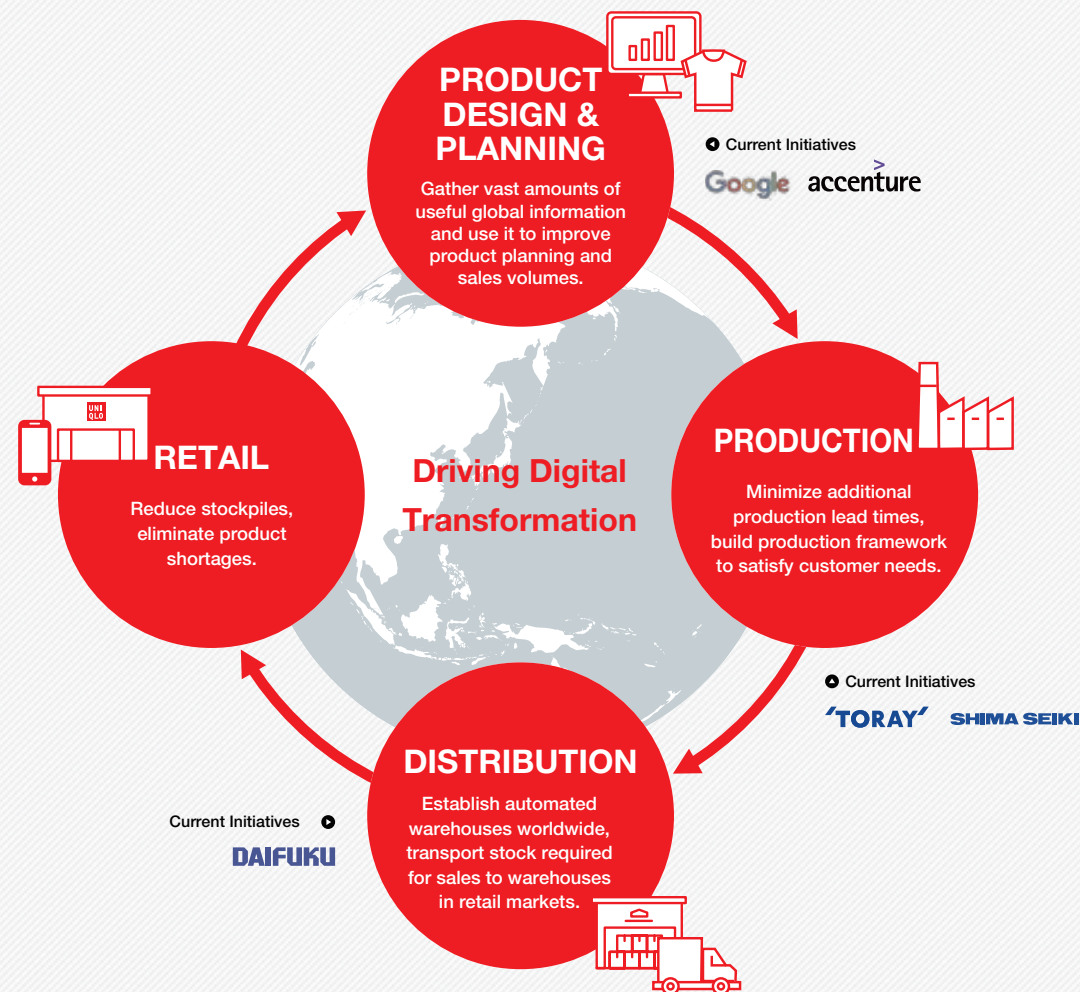 PRODUCT
DESIGN &
PLANNING
Gather vast amounts of
useful global information
and use it to improve
product planning and
sales volumes.
Current Initiatives
Google accenture
RETAIL
Reduce stockpiles,
eliminate product
shortages.
UNI
QLO
Driving Digital
Transformation
PRODUCTION
Minimize additional
production lead times,
build production framework
to satisfy customer needs.
Current Initiatives
'TORAY' SHIMA SEIKI
DISTRIBUTION
Establish automated
warehouses worldwide,
transport stock required
for sales to warehouses
in retail markets.
Current Initiatives
DAIFUKU